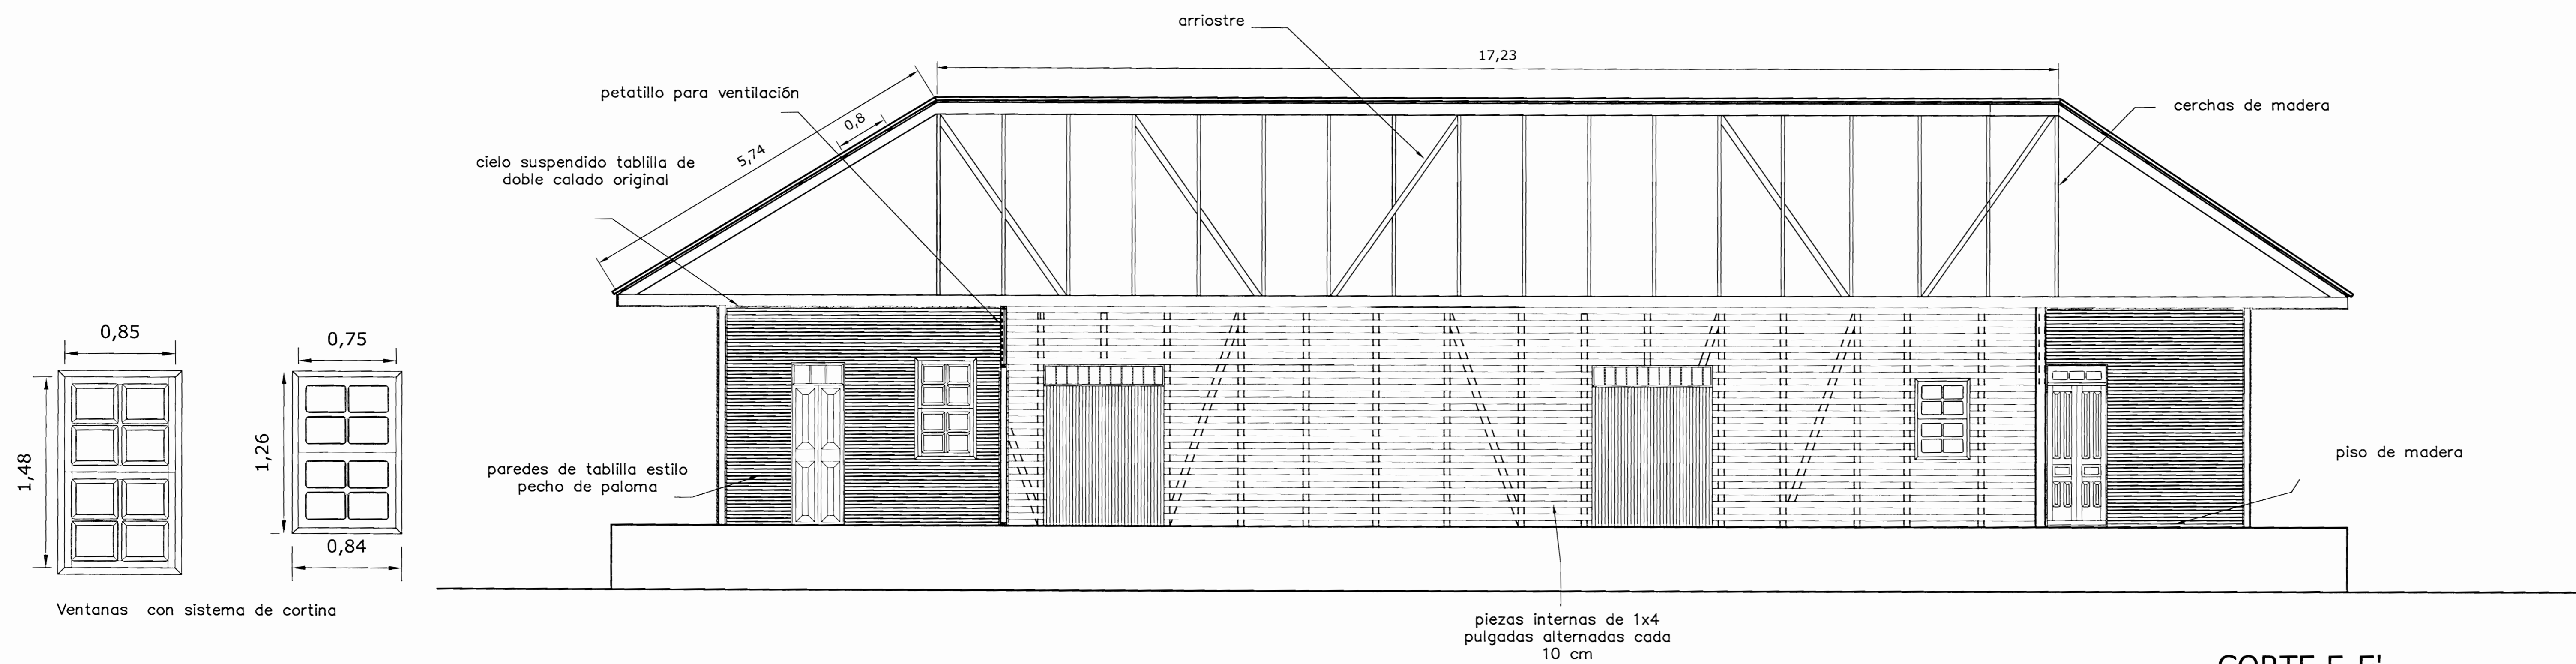 arriostre
17,23
petatillo para ventilación
cerchas de madera
0,8
5,74
cielo suspendido tablilla de
doble calado original
0,85
0,75
1,48
1,26
0,84
paredes de tablilla estilo
pecho de paloma
piso de madera
Ventanas con sistema de cortina
piezas internas de 1x4
pulgadas alternadas cada
10 cm
CORTE